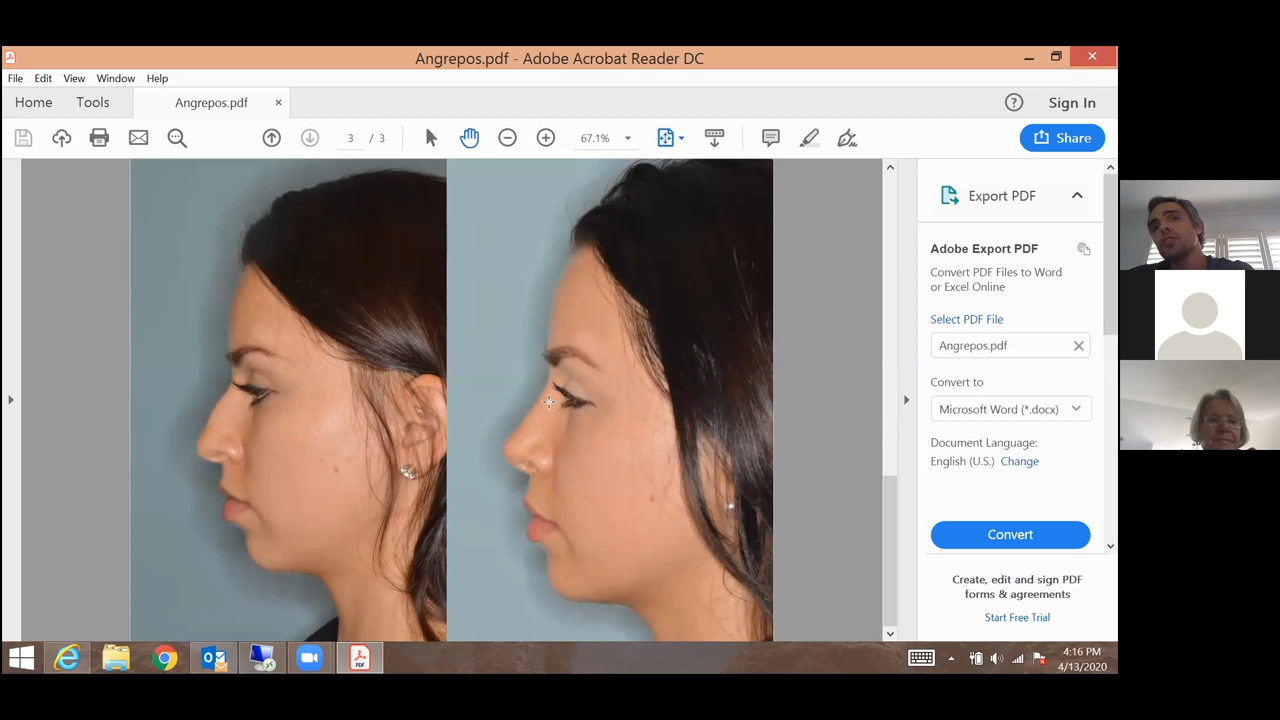 Angrepos.pdf - Adobe Acrobat Reader DC
File Edit View Window Help
Home Tools Angrepos.pdf × ? Sign In
3 / 3 67.1% Share
Export PDF
Adobe Export PDF
Convert PDF Files to Word
or Excel Online
Select PDF File
Angrepos.pdf
Convert to
Microsoft Word (*.docx)
Document Language:
English (U.S.) Change
Convert
Create, edit and sign PDF
forms & agreements
Start Free Trial
PDF
4:16 PM
4/13/2020